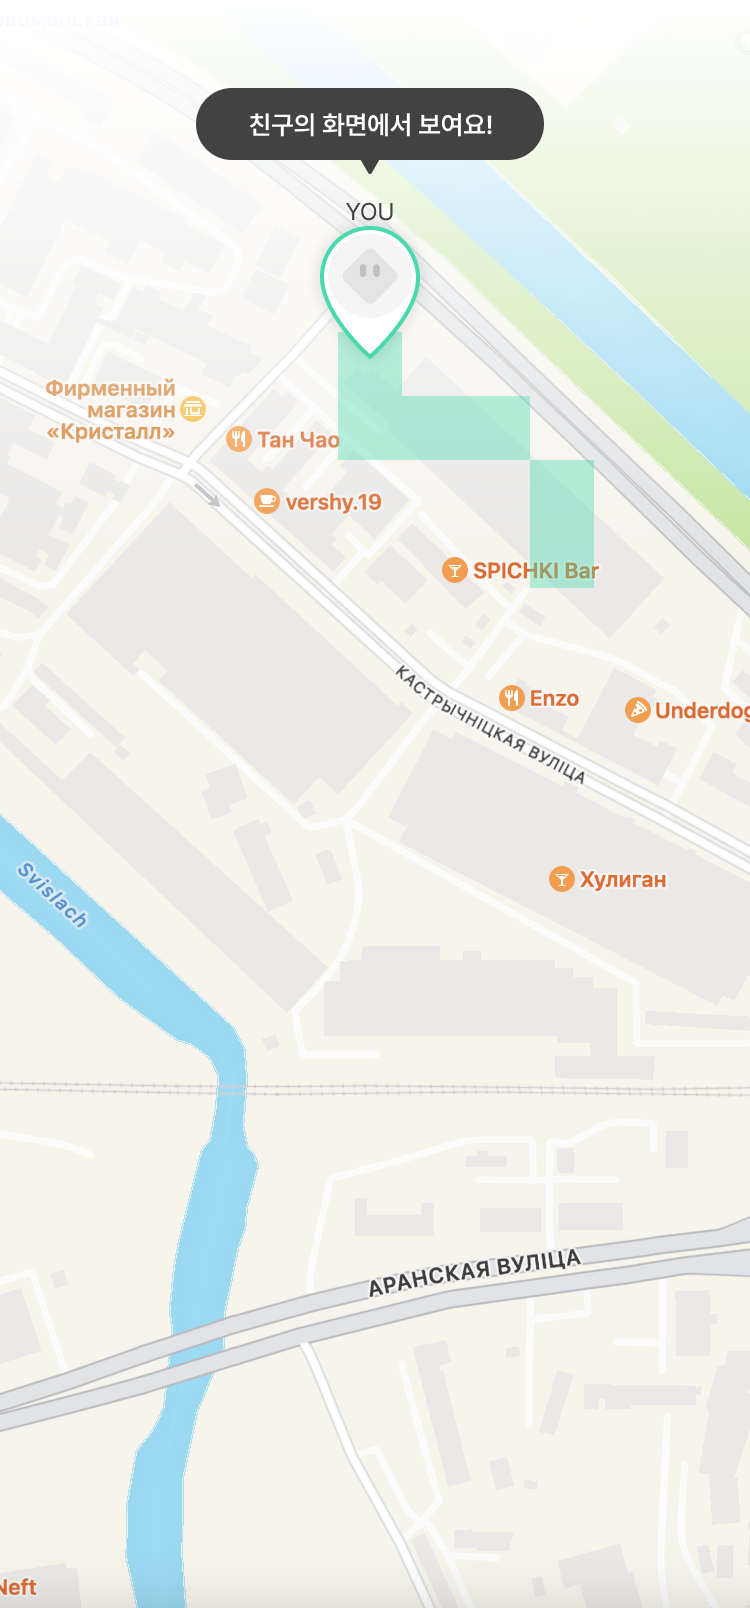 친구의 화면에서 보여요!
YOU
Фирменный
магазин
«Кристалл»
Тан Чао
vershy.19
SPICHKI Bar
Enzo
Underdog
КАСТРЫЧНІЦКАЯ ВУЛІЦА
Хулиган
Svislach
АРАНСКАЯ ВУЛІЦА
Neft